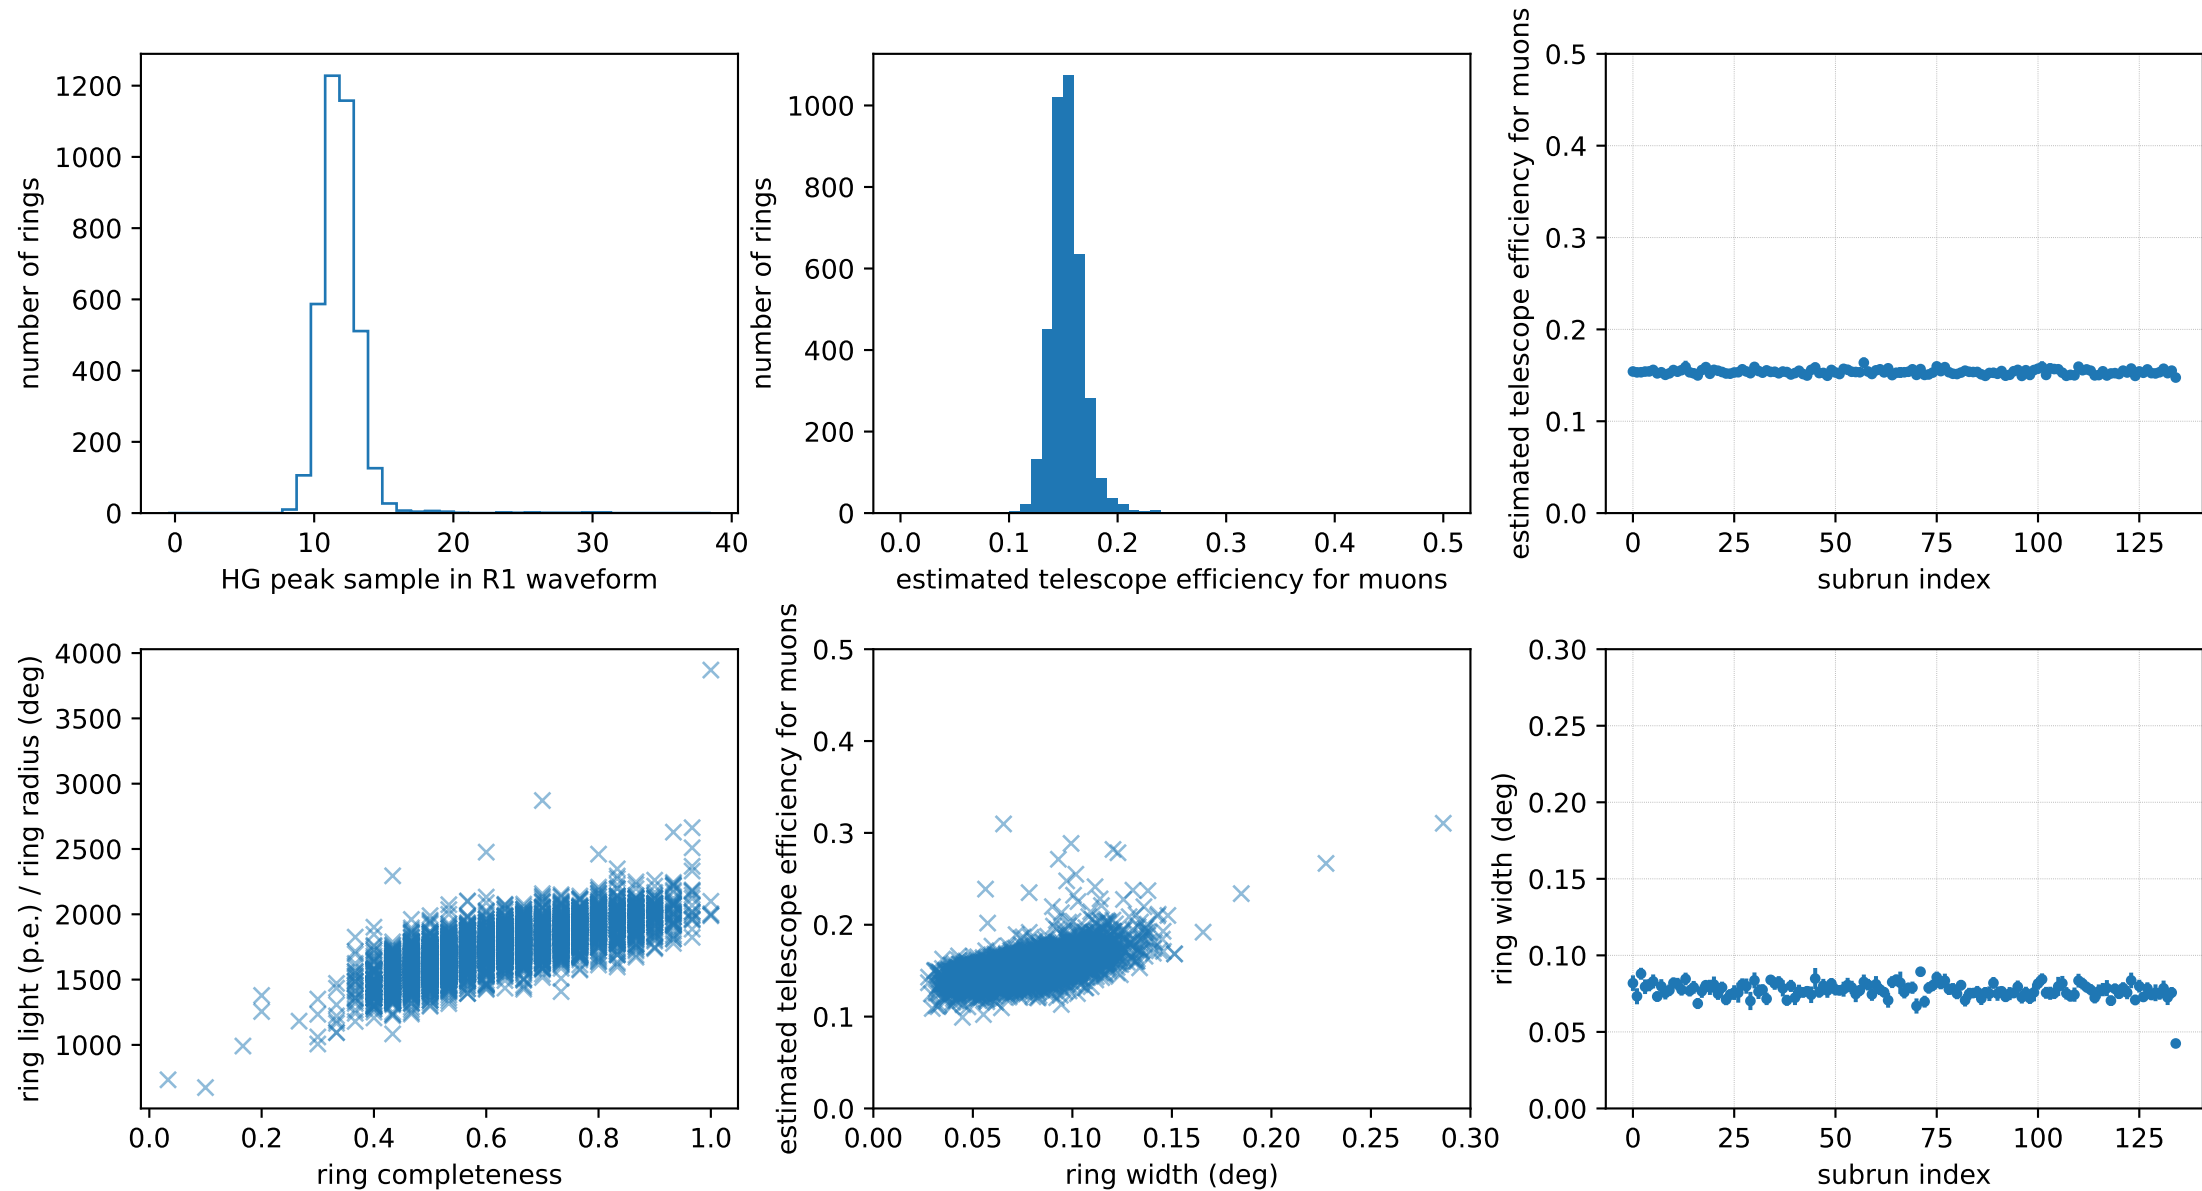 number of rings
1200
1000
800
600
400
200
0
0 10 20 30 40
HG peak sample in R1 waveform
number of rings
1000
800
600
400
200
0
0.0 0.1 0.2 0.3 0.4 0.5
estimated telescope efficiency for muons
estimated telescope efficiency for muons
0.5
0.4
0.3
0.2
0.1
0.0
0 25 50 75 100 125
subrun index
ring light (p.e.) / ring radius (deg)
4000
3500
3000
2500
2000
1500
1000
0.0 0.2 0.4 0.6 0.8 1.0
ring completeness
estimated telescope efficiency for muons
0.5
0.4
0.3
0.2
0.1
0.0
0.00 0.05 0.10 0.15 0.20 0.25 0.30
ring width (deg)
ring width (deg)
0.30
0.25
0.20
0.15
0.10
0.05
0.00
0 25 50 75 100 125
subrun index